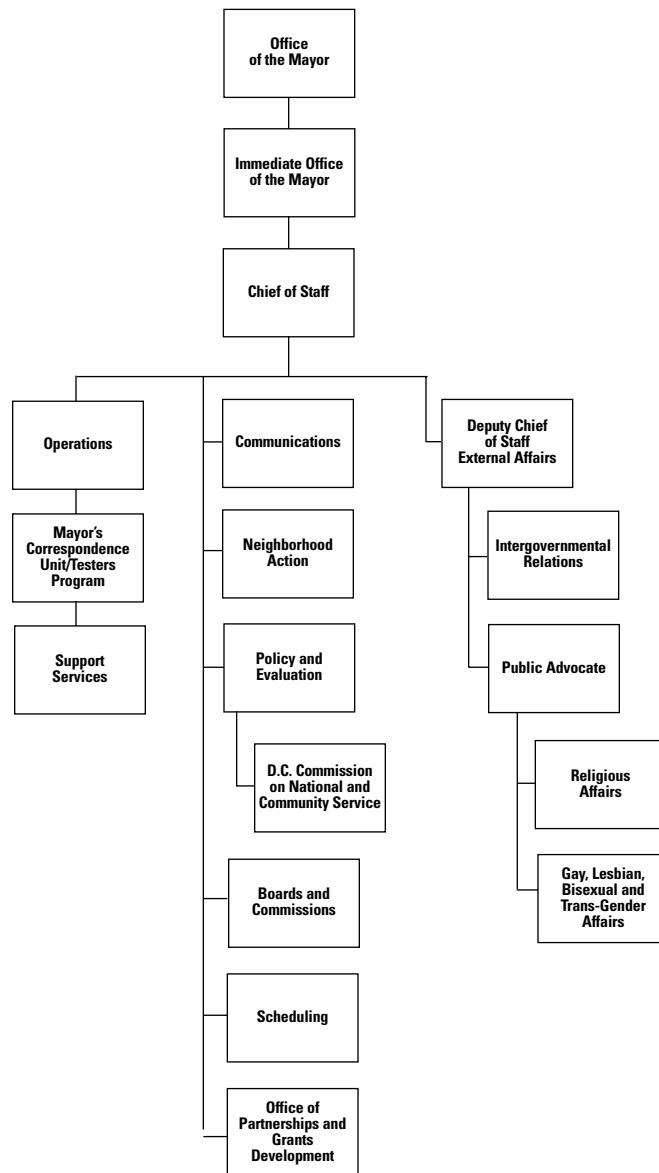 Office
of the Mayor
Immediate Office
of the Mayor
Chief of Staff
Operations
Mayor's
Correspondence
Unit/Testers
Program
Support
Services
Communications
Neighborhood
Action
Policy and
Evaluation
D.C. Commission
on National and
Community Service
Boards and
Commissions
Scheduling
Office of
Partnerships and
Grants
Development
Deputy Chief
of Staff
External Affairs
Intergovernmental
Relations
Public Advocate
Religious
Affairs
Gay, Lesbian,
Bisexual and
Trans-Gender
Affairs